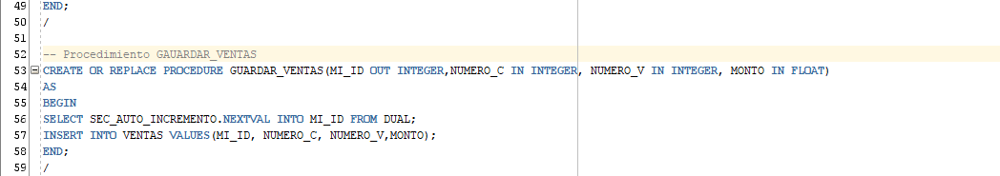 49 END;
50 /
51
52 -- Procedimiento GAUARDAR_VENTAS
53 CREATE OR REPLACE PROCEDURE GUARDAR_VENTAS(MI_ID OUT INTEGER,NUMERO_C IN INTEGER, NUMERO_V IN INTEGER, MONTO IN FLOAT)
54 AS
55 BEGIN
56 SELECT SEC_AUTO_INCREMENTO.NEXTVAL INTO MI_ID FROM DUAL;
57 INSERT INTO VENTAS VALUES(MI_ID, NUMERO_C, NUMERO_V,MONTO);
58 END;
59 /